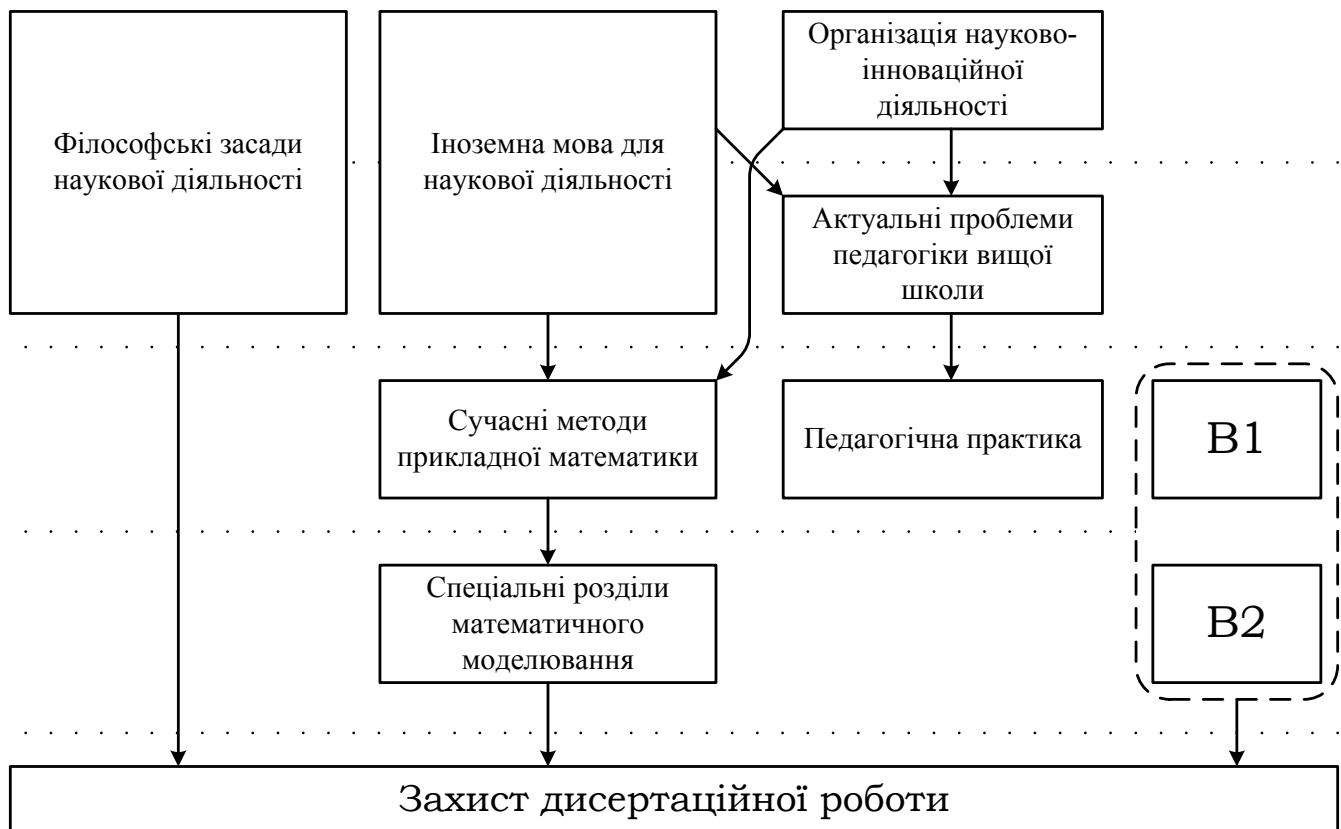 Філософські засади
наукової діяльності
Іноземна мова для
наукової діяльності
Організація науково-
інноваційної
діяльності
Актуальні проблеми
педагогіки вищої
школи
Сучасні методи
прикладної математики
Педагогічна практика
В1
Спеціальні розділи
математичного
моделювання
В2
Захист дисертаційної роботи